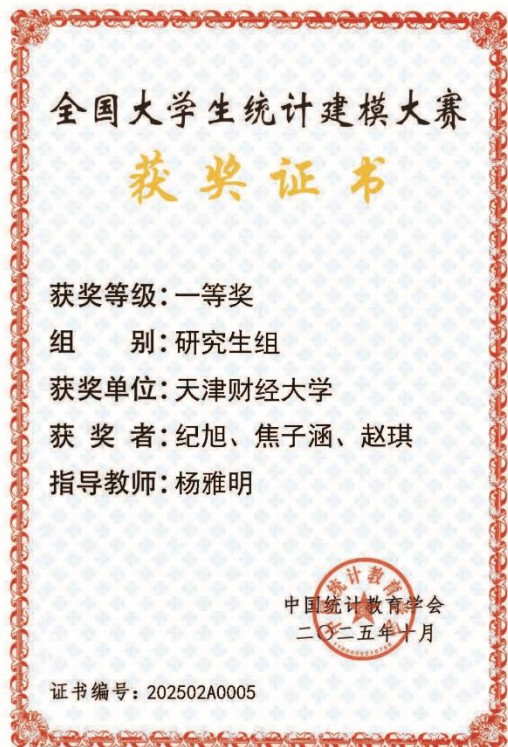 全国大学生统计建模大赛
获奖证书
获奖等级：一等奖
组　　别：研究生组
获奖单位：天津财经大学
获 奖 者：纪旭、焦子涵、赵琪
指导教师：杨雅明
中国统计教育学会
二〇二五年十月
证书编号：202502A0005